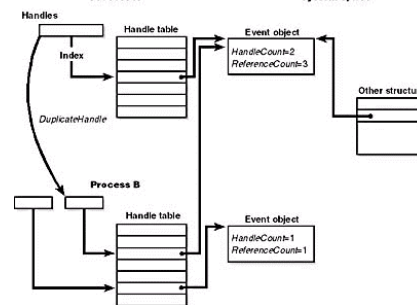 Handles
Handle table
Event object
Index
HandleCount=2
ReferenceCount=3
Other structu
DuplicateHandle
Process B
Handle table
Event object
HandleCount=1
ReferenceCount=1